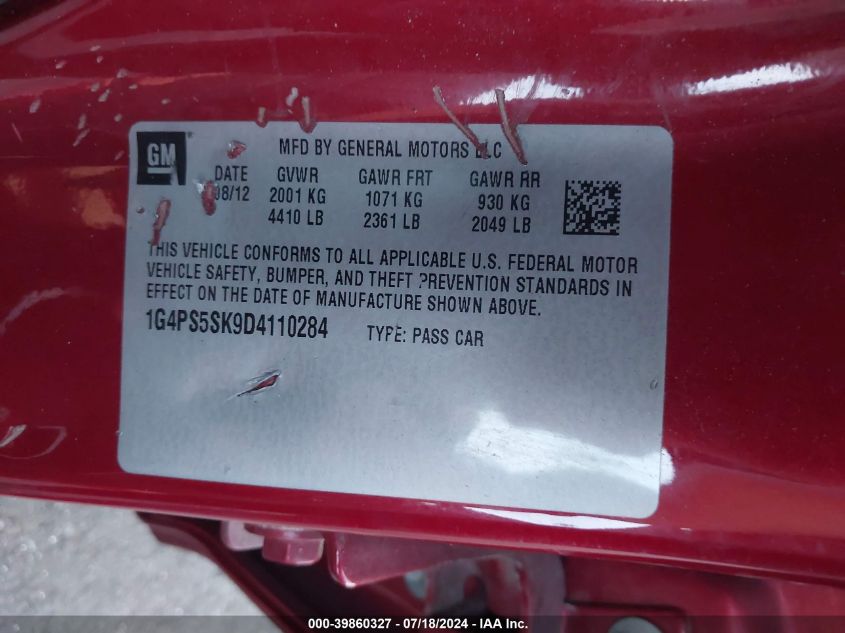 GM
MFD BY GENERAL MOTORS LLC
DATE GVWR GAWR FRT GAWR RR
08/12 2001 KG 1071 KG 930 KG
4410 LB 2361 LB 2049 LB
THIS VEHICLE CONFORMS TO ALL APPLICABLE U.S. FEDERAL MOTOR
VEHICLE SAFETY, BUMPER, AND THEFT PREVENTION STANDARDS IN
EFFECT ON THE DATE OF MANUFACTURE SHOWN ABOVE.
1G4PS5SK9D4110284 TYPE: PASS CAR
000-39860327 - 07/18/2024 - IAA Inc.